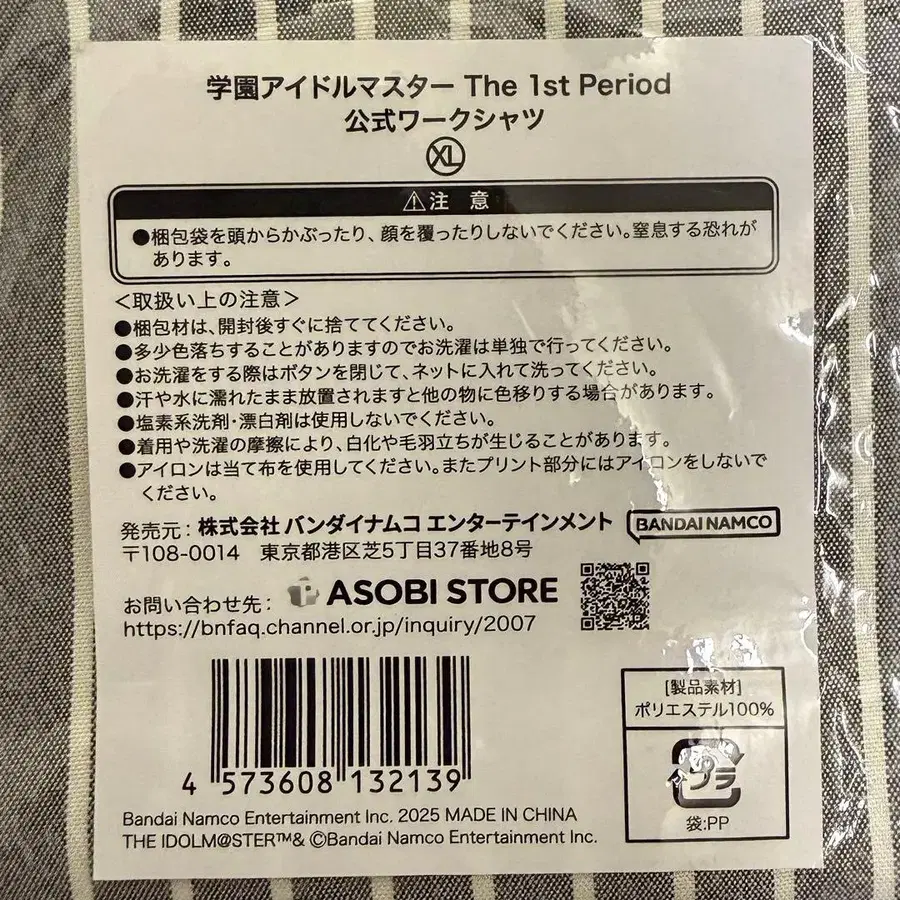 学園アイドルマスター The 1st Period
公式ワークシャツ
XL
⚠注 意
●梱包袋を頭からかぶったり、顔を覆ったりしないでください。窒息する恐れが
あります。
<取扱い上の注意>
●梱包材は、開封後すぐに捨ててください。
●多少色落ちすることがありますのでお洗濯は単独で行ってください。
●お洗濯をする際はボタンを閉じて、ネットに入れて洗ってください。
●汗や水に濡れたまま放置されますと他の物に色移りする場合があります。
●塩素系洗剤・漂白剤は使用しないでください。
●着用や洗濯の摩擦により、白化や毛羽立ちが生じることがあります。
●アイロンは当て布を使用してください。またプリント部分にはアイロンをしないで
ください。
発売元：株式会社 バンダイナムコ エンターテインメント BANDAI NAMCO
〒108-0014 東京都港区芝5丁目37番地8号
お問い合わせ先： ASOBI STORE
https://bnfaq.channel.or.jp/inquiry/2007
4 573608 132139
[製品素材]
ポリエステル100%
プラ
袋:PP
Bandai Namco Entertainment Inc. 2025 MADE IN CHINA
THE IDOLM@STER™& ©Bandai Namco Entertainment Inc.